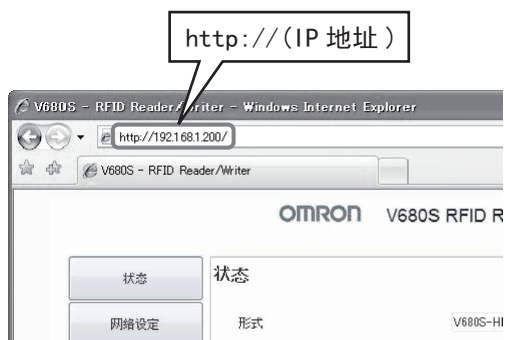 http://(IP 地址)
V680S - RFID Reader/Writer - Windows Internet Explorer
http://192.168.1.200/
V680S - RFID Reader/Writer
OMRON V680S RFID R
状态
状态
网络设定
形式 V680S-H